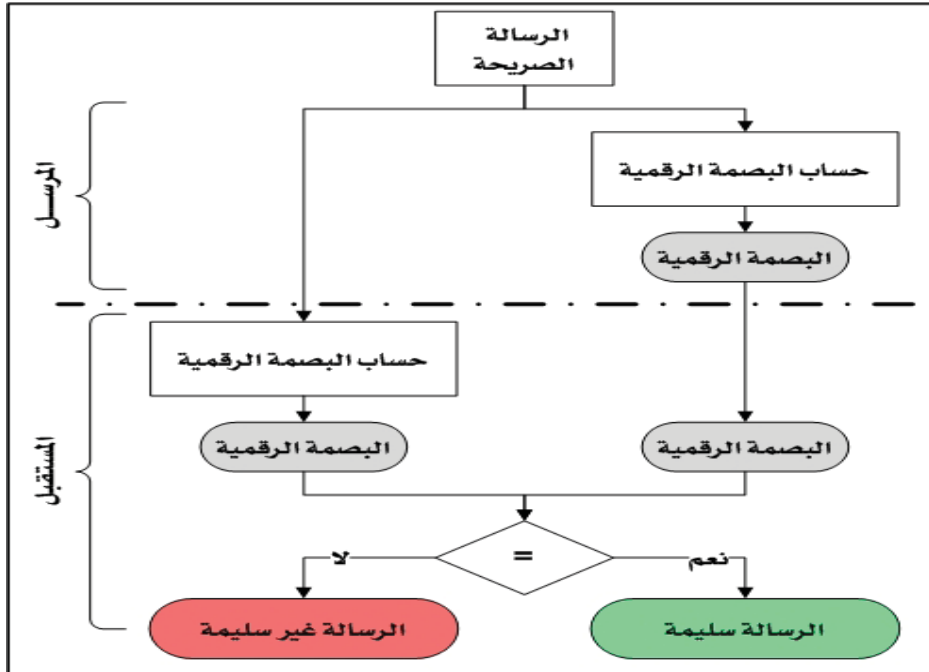 الرسالة
الصريحة
المرسـل
حساب البصمة الرقمية
البصمة الرقمية
المستقبل
حساب البصمة الرقمية
البصمة الرقمية
البصمة الرقمية
=
نعم
لا
الرسالة سليمة
الرسالة غير سليمة